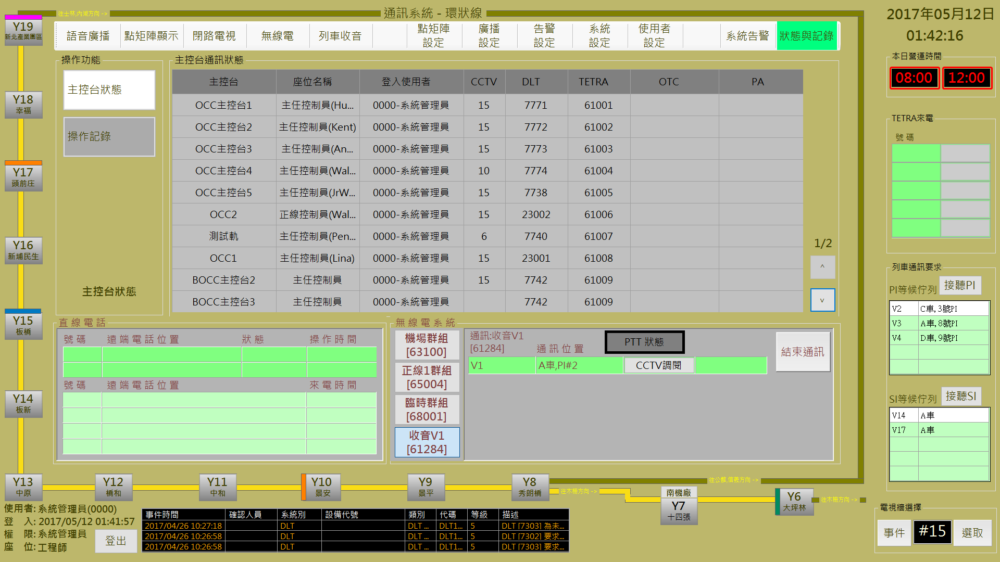 往士林,內湖方向->
通訊系統 - 環狀線
2017年05月12日
01:42:16
語音廣播 點矩陣顯示 閉路電視 無線電 列車收音 點矩陣設定 廣播設定 告警設定 系統設定 使用者設定 系統告警 狀態與記錄
Y19
新北產業園區
Y18
幸福
Y17
頭前庄
Y16
新埔民生
Y15
板橋
Y14
板新
Y13
中原
Y12
橋和
Y11
中和
Y10
景安
Y9
景平
Y8
秀朗橋
南機廠
Y7
十四張
Y6
大坪林
往公館,信義方向->
往木柵方向->
往木柵方向->
操作功能
主控台狀態
操作記錄
主控台狀態
主控台通訊狀態
主控台 座位名稱 登入使用者 CCTV DLT TETRA OTC PA
OCC主控台1 主任控制員(Hu... 0000-系統管理員 15 7771 61001
OCC主控台2 主任控制員(Kent) 0000-系統管理員 15 7772 61002
OCC主控台3 主任控制員(An... 0000-系統管理員 15 7773 61003
OCC主控台4 主任控制員(Wal... 0000-系統管理員 10 7774 61004
OCC主控台5 主任控制員(JrW... 0000-系統管理員 15 7738 61005
OCC2 正線控制員(Wal... 0000-系統管理員 15 23002 61006
測試軌 主任控制員(Pen... 0000-系統管理員 6 7740 61007
OCC1 主任控制員(Lina) 0000-系統管理員 15 23001 61008
BOCC主控台2 主任控制員 0000-系統管理員 15 7742 61009
BOCC主控台3 主任控制員 0000-系統管理員 7742 61009
1/2
^
v
直線電話
號碼 遠端電話位置 狀態 操作時間
號碼 遠端電話位置 來電時間
無線電系統
機場群組
[63100]
正線1群組
[65004]
臨時群組
[68001]
收音V1
[61284]
通訊:收音V1
[61284]
通訊位置
PTT 狀態
結束通訊
V1 A車,PI#2 CCTV調閱
本日營運時間
08:00 12:00
TETRA來電
號碼
列車通訊要求
PI等候佇列 接聽PI
V2 C車,3號PI
V3 A車,8號PI
V4 D車,9號PI
SI等候佇列 接聽SI
V14 A車
V17 A車
電視牆選擇
事件 #15 選取
使用者: 系統管理員(0000)
登 入: 2017/05/12 01:41:57
權 限: 系統管理員
座 位: 工程師
登出
事件時間 確認人員 系統別 設備代號 類別 代碼 等級 描述
2017/04/26 10:27:18 DLT DLT ... DLT1... 5 DLT [7303] 為未...
2017/04/26 10:26:58 DLT DLT ... DLT1... 5 DLT [7302] 要求...
2017/04/26 10:26:58 DLT DLT ... DLT1... 5 DLT [7303] 要求...